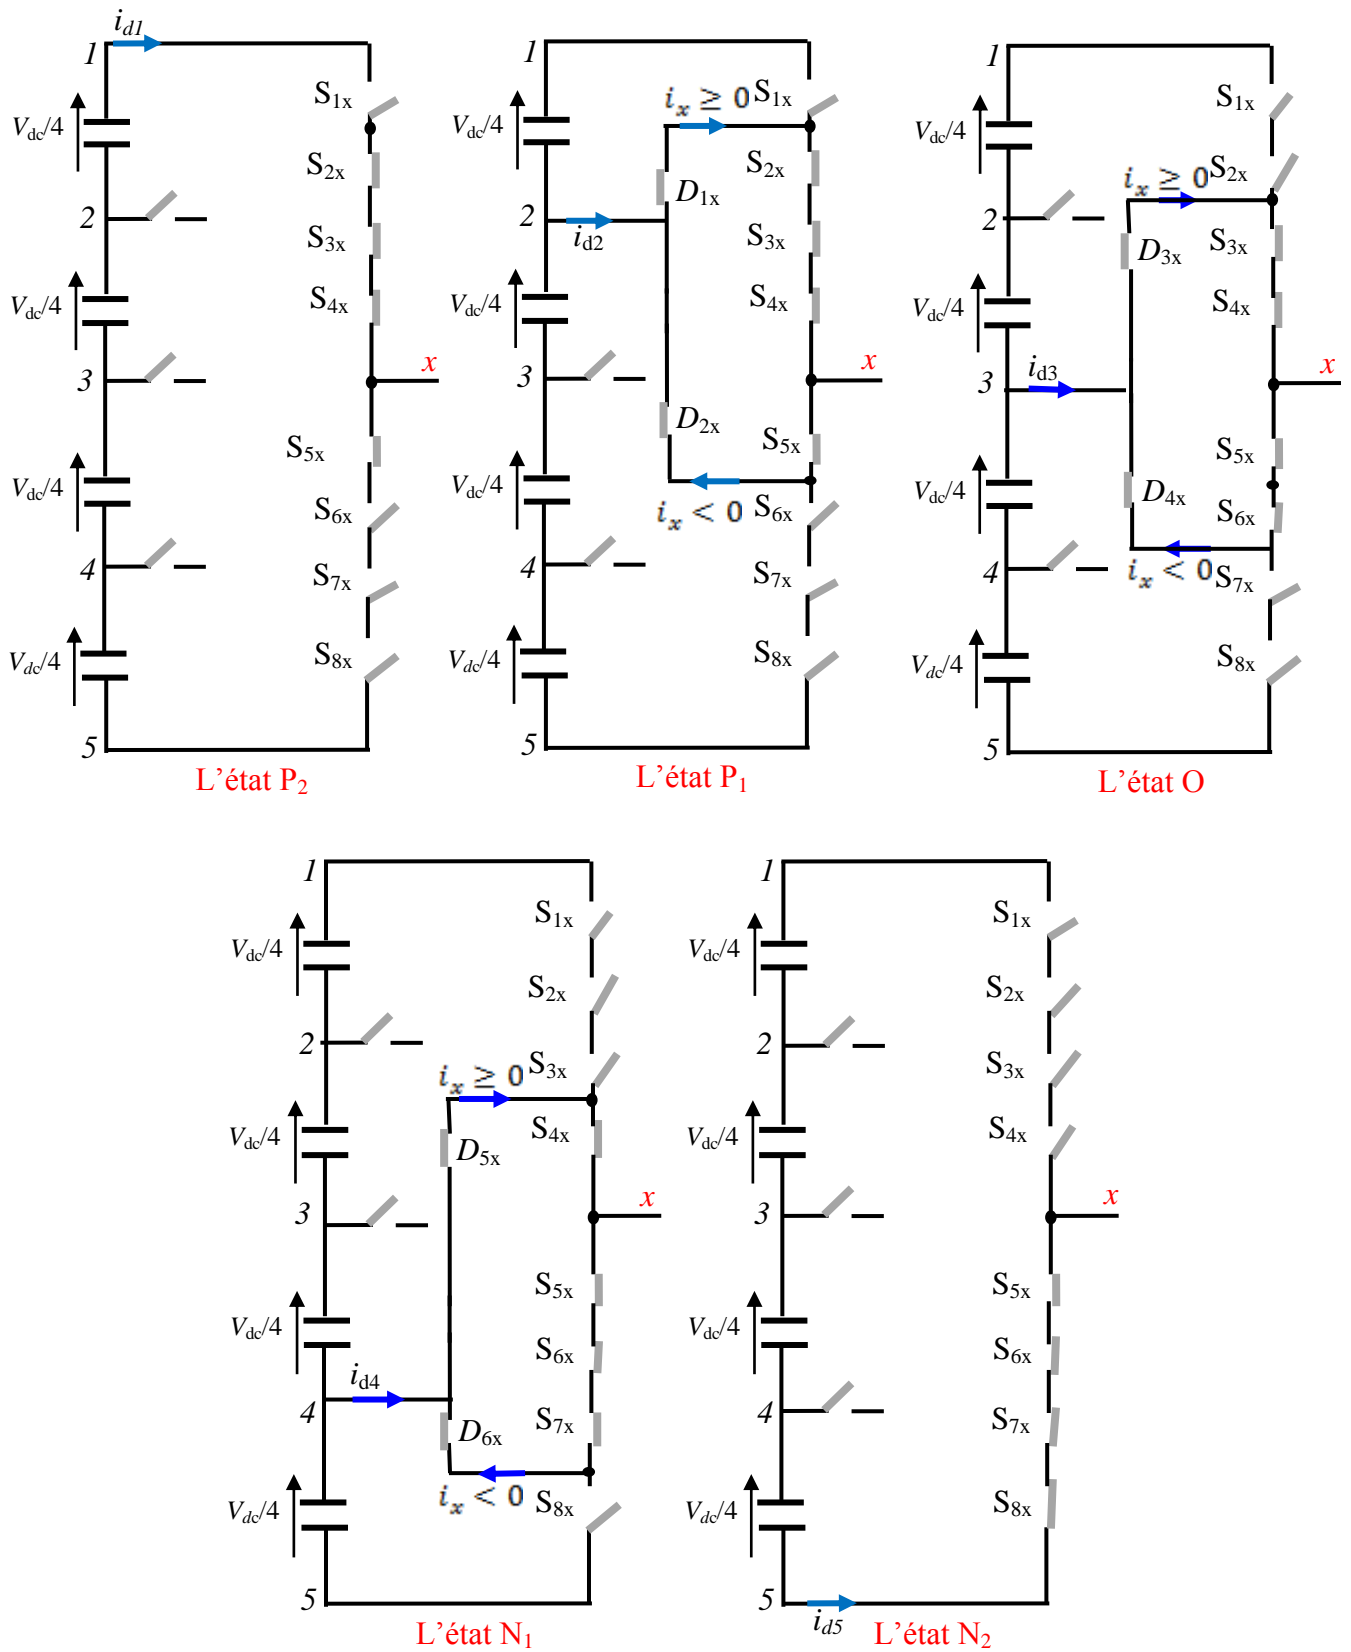 i_d1
1
S_1x
V_dc/4
S_2x
2
S_3x
V_dc/4
S_4x
3
x
S_5x
V_dc/4
S_6x
4
S_7x
V_dc/4
S_8x
5
L'état P_2
1
i_x ≥ 0
S_1x
V_dc/4
S_2x
D_1x
2
i_d2
S_3x
V_dc/4
S_4x
3
x
D_2x
S_5x
V_dc/4
i_x < 0
S_6x
4
S_7x
V_dc/4
S_8x
5
L'état P_1
1
S_1x
V_dc/4
i_x ≥ 0
S_2x
2
D_3x
S_3x
V_dc/4
S_4x
3
i_d3
x
S_5x
V_dc/4
D_4x
S_6x
4
i_x < 0
S_7x
V_dc/4
S_8x
5
L'état O
1
S_1x
V_dc/4
S_2x
2
i_x ≥ 0
S_3x
V_dc/4
D_5x
S_4x
3
x
S_5x
V_dc/4
S_6x
i_d4
4
D_6x
S_7x
V_dc/4
i_x < 0
S_8x
5
L'état N_1
1
S_1x
V_dc/4
S_2x
2
S_3x
V_dc/4
S_4x
3
x
S_5x
V_dc/4
S_6x
4
S_7x
V_dc/4
S_8x
5
i_d5
L'état N_2